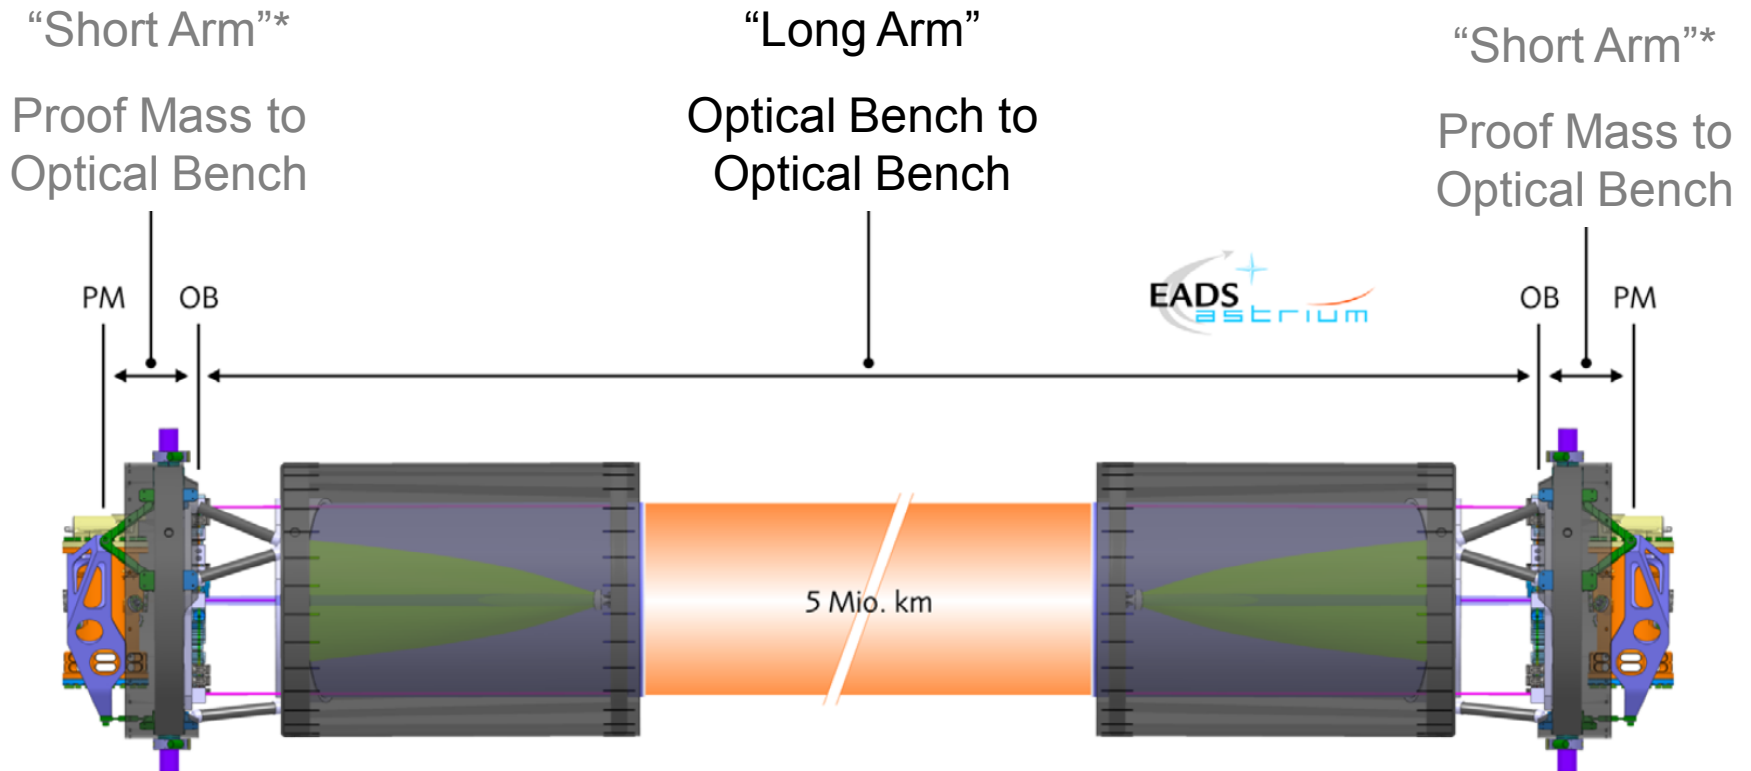 “Short Arm”*
Proof Mass to
Optical Bench
“Long Arm”
Optical Bench to
Optical Bench
“Short Arm”*
Proof Mass to
Optical Bench
EADS
astrium
PM
OB
OB
PM
5 Mio. km